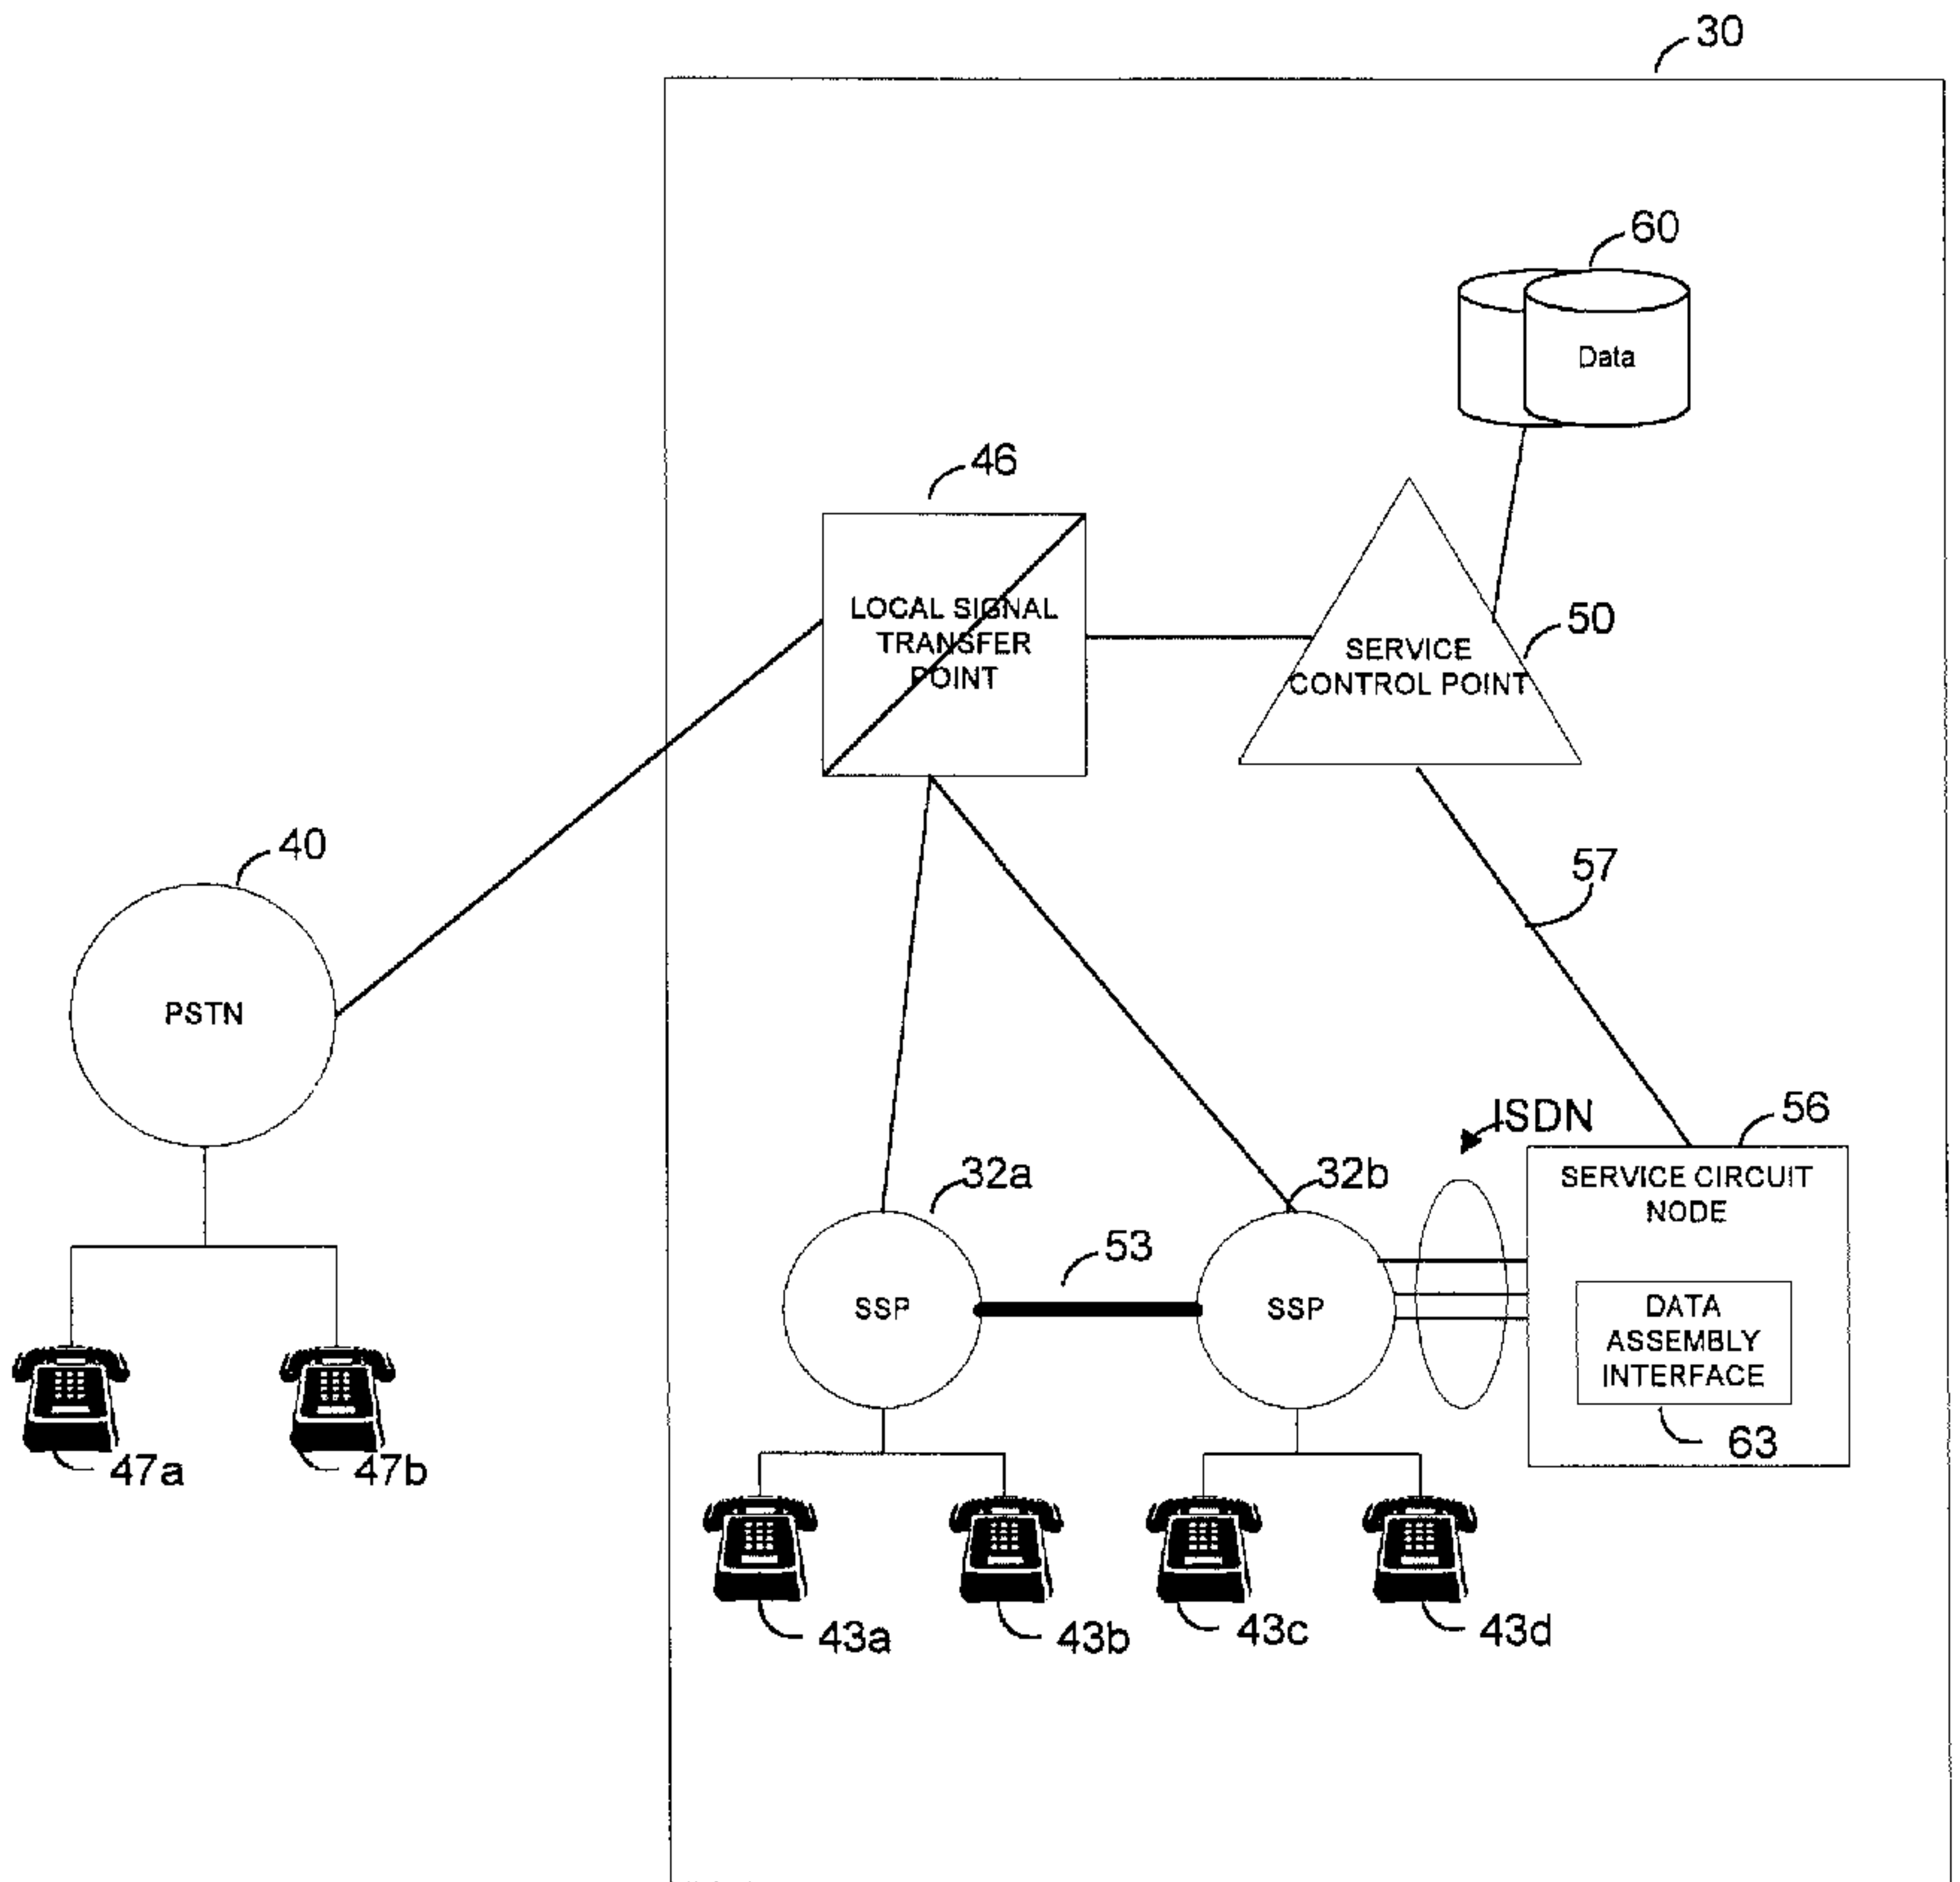 30
60
Data
46
LOCAL SIGNAL
TRANSFER
POINT
50
SERVICE
CONTROL POINT
40
57
PSTN
ISDN
56
32a
32b
SERVICE CIRCUIT
NODE
53
SSP
SSP
DATA
ASSEMBLY
INTERFACE
63
47a
47b
43a
43b
43c
43d